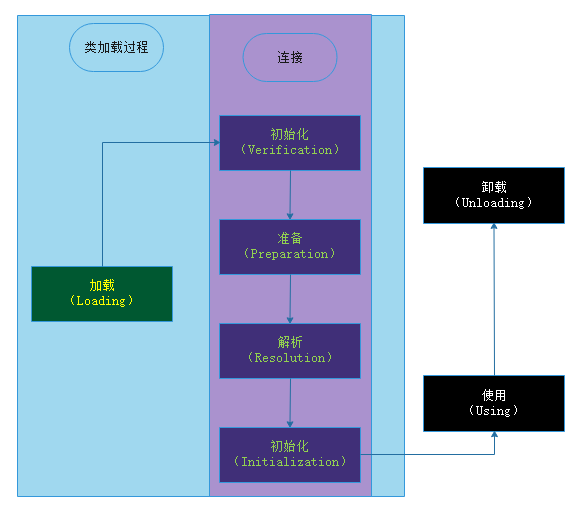 类加载过程
连接
初始化
（Verification）
准备
（Preparation）
解析
（Resolution）
初始化
（Initialization）
加载
（Loading）
卸载
（Unloading）
使用
（Using）